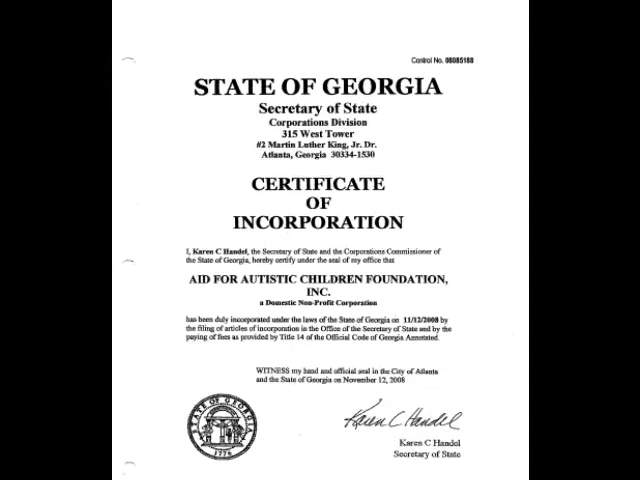 Control No. 08085188
STATE OF GEORGIA
Secretary of State
Corporations Division
315 West Tower
#2 Martin Luther King, Jr. Dr.
Atlanta, Georgia 30334-1530
CERTIFICATE
OF
INCORPORATION
I, Karen C Handel, the Secretary of State and the Corporations Commissioner of
the State of Georgia, hereby certify under the seal of my office that
AID FOR AUTISTIC CHILDREN FOUNDATION,
INC.
a Domestic Non-Profit Corporation
has been duly incorporated under the laws of the State of Georgia on 11/12/2008 by
the filing of articles of incorporation in the Office of the Secretary of State and by the
paying of fees as provided by Title 14 of the Official Code of Georgia Annotated.
WITNESS my hand and official seal in the City of Atlanta
and the State of Georgia on November 12, 2008
STATE OF GEORGIA
1776
Karen C Handel
Karen C Handel
Secretary of State